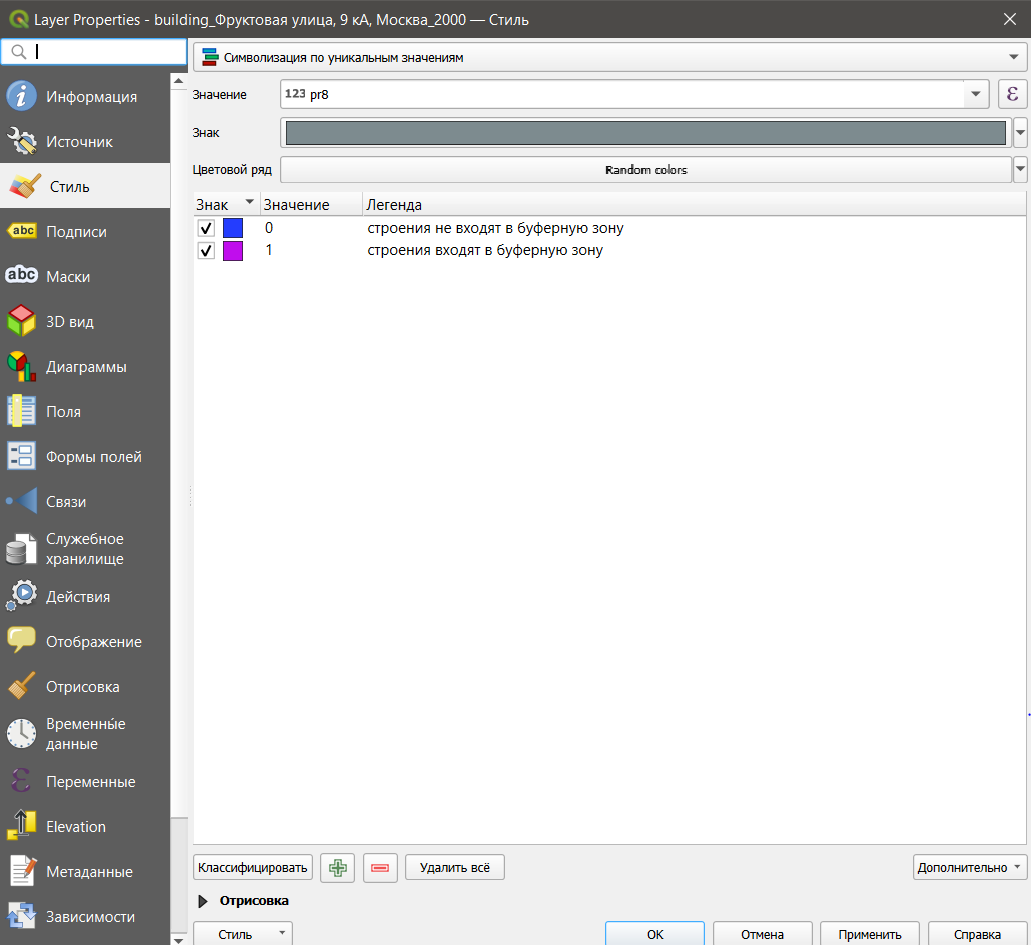 Layer Properties - building_Фруктовая улица, 9 кА, Москва_2000 — Стиль
Информация
Источник
Стиль
abc Подписи
abc Маски
3D вид
Диаграммы
Поля
Формы полей
Связи
Служебное
хранилище
Действия
Отображение
Отрисовка
Временны́е
данные
Переменные
Elevation
Метаданные
Зависимости
Символизация по уникальным значениям
Значение 123 pr8 ε
Знак
Цветовой ряд Random colors
Знак Значение Легенда
0 строения не входят в буферную зону
1 строения входят в буферную зону
Классифицировать Удалить всё Дополнительно
Отрисовка
Стиль OK Отмена Применить Справка